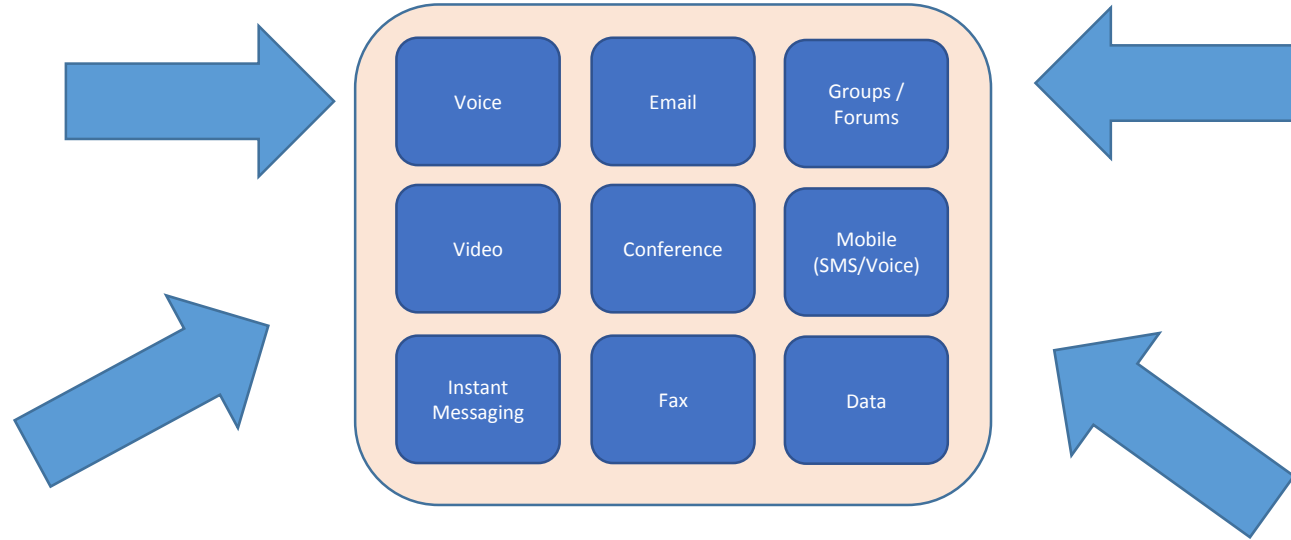 Voice
Email
Groups /
Forums
Video
Conference
Mobile
(SMS/Voice)
Instant
Messaging
Fax
Data